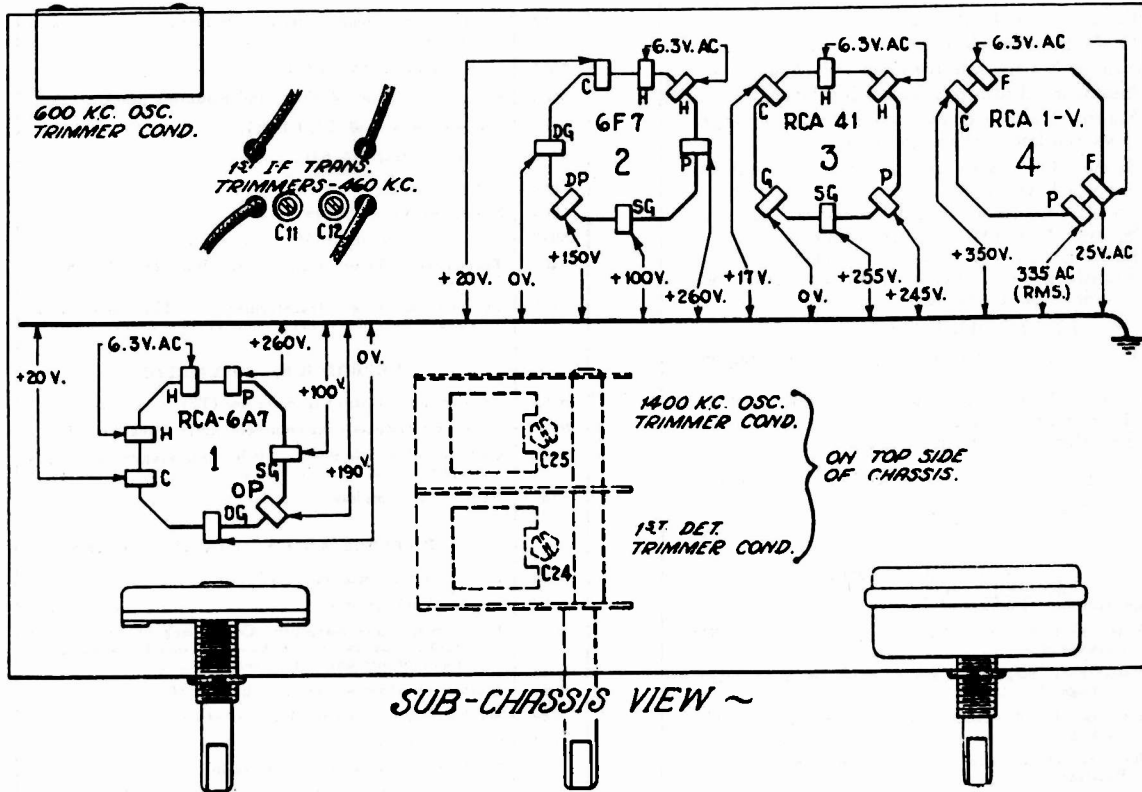 600 K.C. OSC.
TRIMMER COND.
1ST. I-F TRANS.
TRIMMERS-460 K.C.
C11 C12
6.3V. AC
C
H
H
DG
6F7
2
P
DP
SG
6.3V. AC
C
H
H
RCA 41
3
G
SG
P
6.3V. AC
F
C
RCA 1-V.
4
F
P
+20V.
0V.
+150V
+100V.
+260V.
+17V.
0V.
+255V.
+245V.
+350V.
335 AC
(RMS.)
25V. AC
+20 V.
6.3V. AC
+260V.
+100V.
+190V.
0V.
H
P
RCA-6A7
H
1
C
SG
OP
OG
1400 K.C. OSC.
TRIMMER COND.
C25
ON TOP SIDE
OF CHASSIS.
1ST. DET.
TRIMMER COND.
C24
SUB-CHASSIS VIEW ~